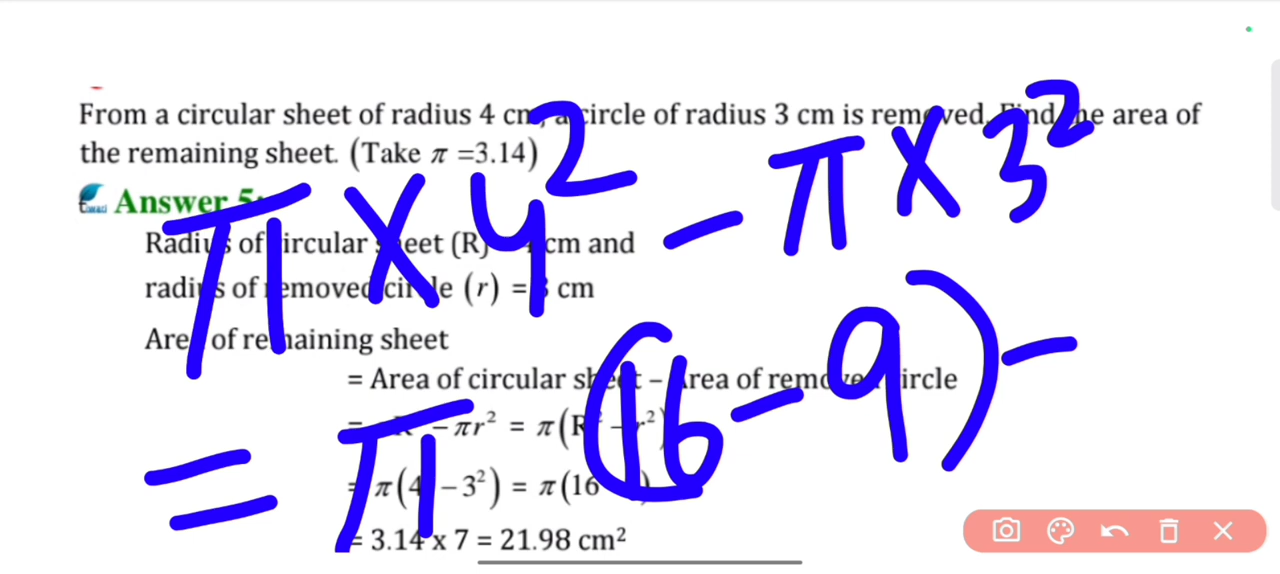 From a circular sheet of radius 4 cm, a circle of radius 3 cm is removed. Find the area of
the remaining sheet. (Take π =3.14)
Answer 5:
Radius of circular sheet (R) = 4 cm and
radius of removed circle (r) = 3 cm
Area of remaining sheet
= Area of circular sheet – Area of removed circle
= πR² – πr² = π(R² – r²)
= π(4² – 3²) = π(16 – 9)
= 3.14 x 7 = 21.98 cm²
π × 4² – π × 3²
= π (16 – 9) –